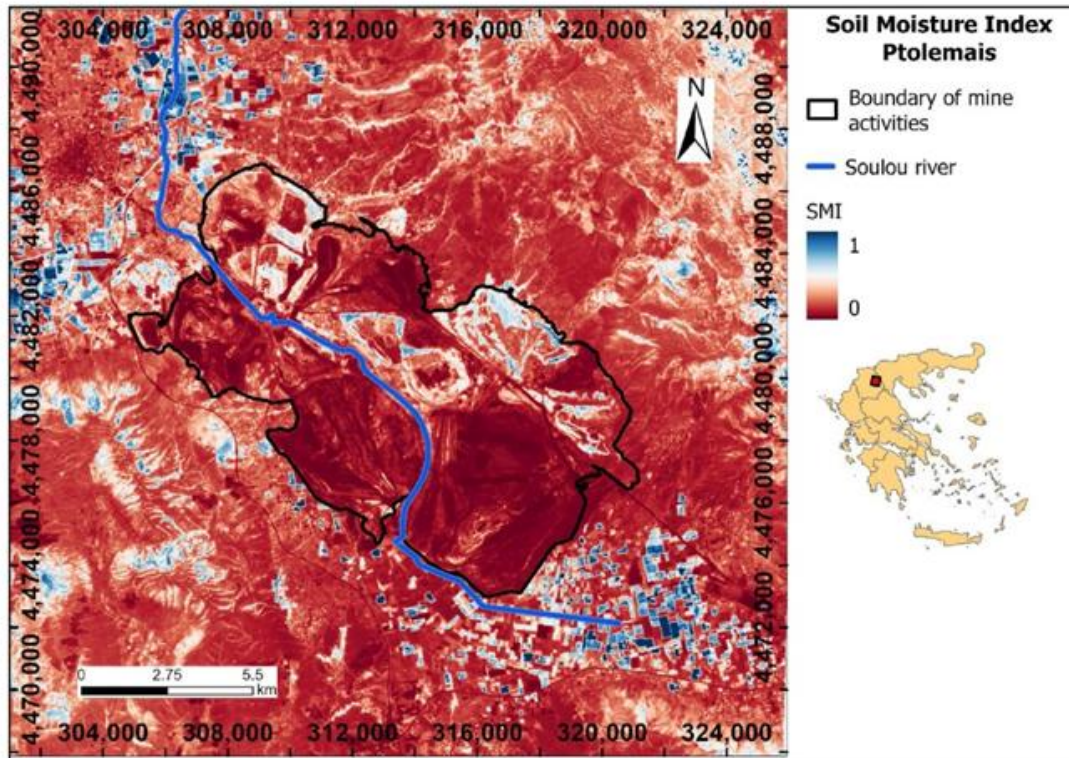 304,000 308,000 312,000 316,000 320,000 324,000
4,490,000
4,486,000
4,482,000
4,478,000
4,474,000
4,470,000
N
4,488,000
4,484,000
4,480,000
4,476,000
4,472,000
0 2.75 5.5
km
304,000 308,000 312,000 316,000 320,000 324,000
Soil Moisture Index
Ptolemais
Boundary of mine
activities
Soulou river
SMI
1
0